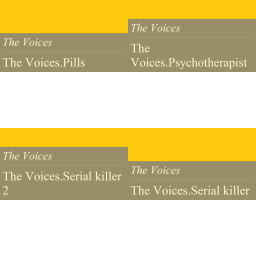 The Voices
The Voices.Pills
The Voices
The
Voices.Psychotherapist
The Voices
The Voices.Serial killer
2
The Voices
The Voices.Serial killer